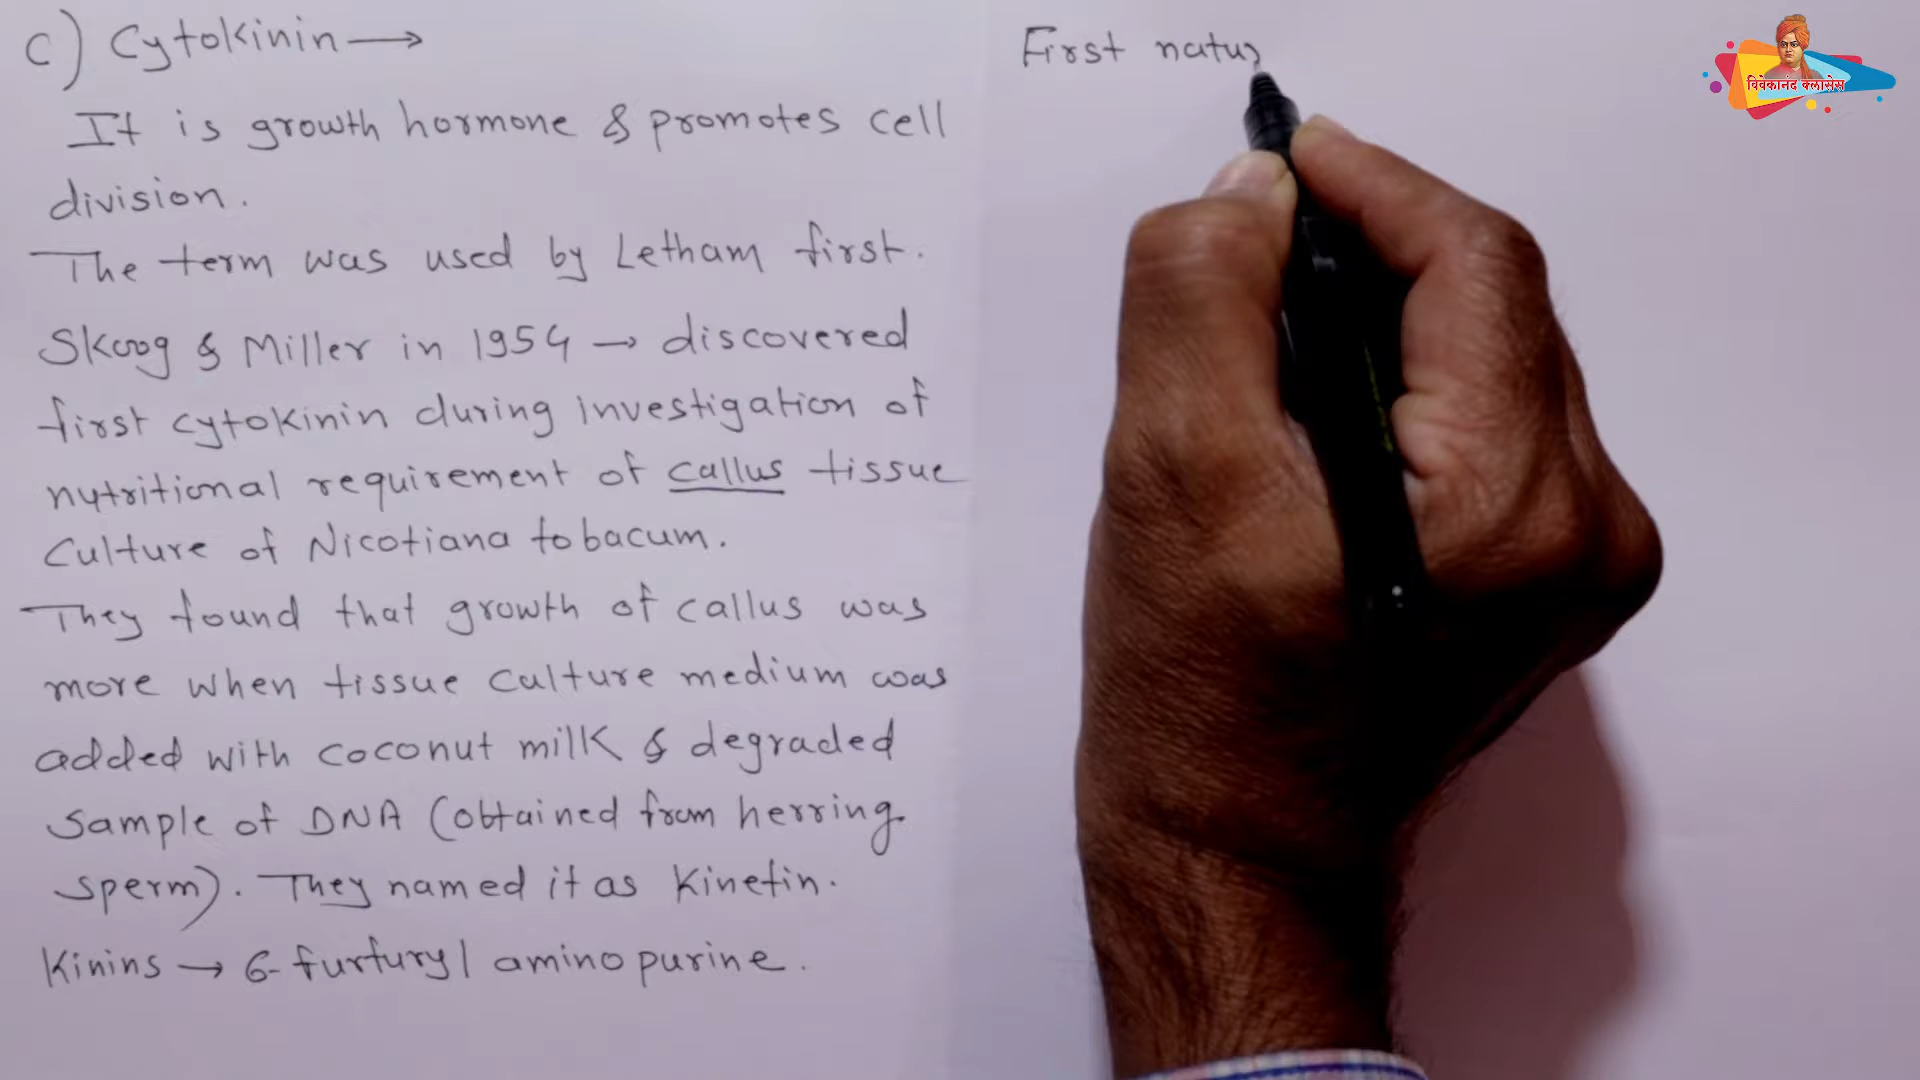 C) Cytokinin →
It is growth hormone & promotes cell
division.
The term was used by Letham first.
Skoog & Miller in 1954 → discovered
first cytokinin during investigation of
nutritional requirement of callus tissue
Culture of Nicotiana tobacum.
They found that growth of callus was
more when tissue culture medium was
added with coconut milk & degraded
Sample of DNA (obtained from herring
sperm). They named it as Kinetin.
Kinins → 6-furfuryl amino purine.
First natur
विवेकानंद क्लासेस